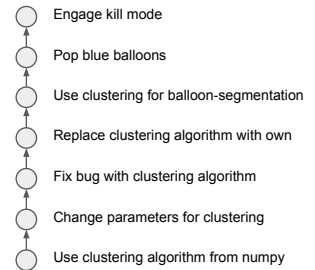 Engage kill mode
Pop blue balloons
Use clustering for balloon-segmentation
Replace clustering algorithm with own
Fix bug with clustering algorithm
Change parameters for clustering
Use clustering algorithm from numpy